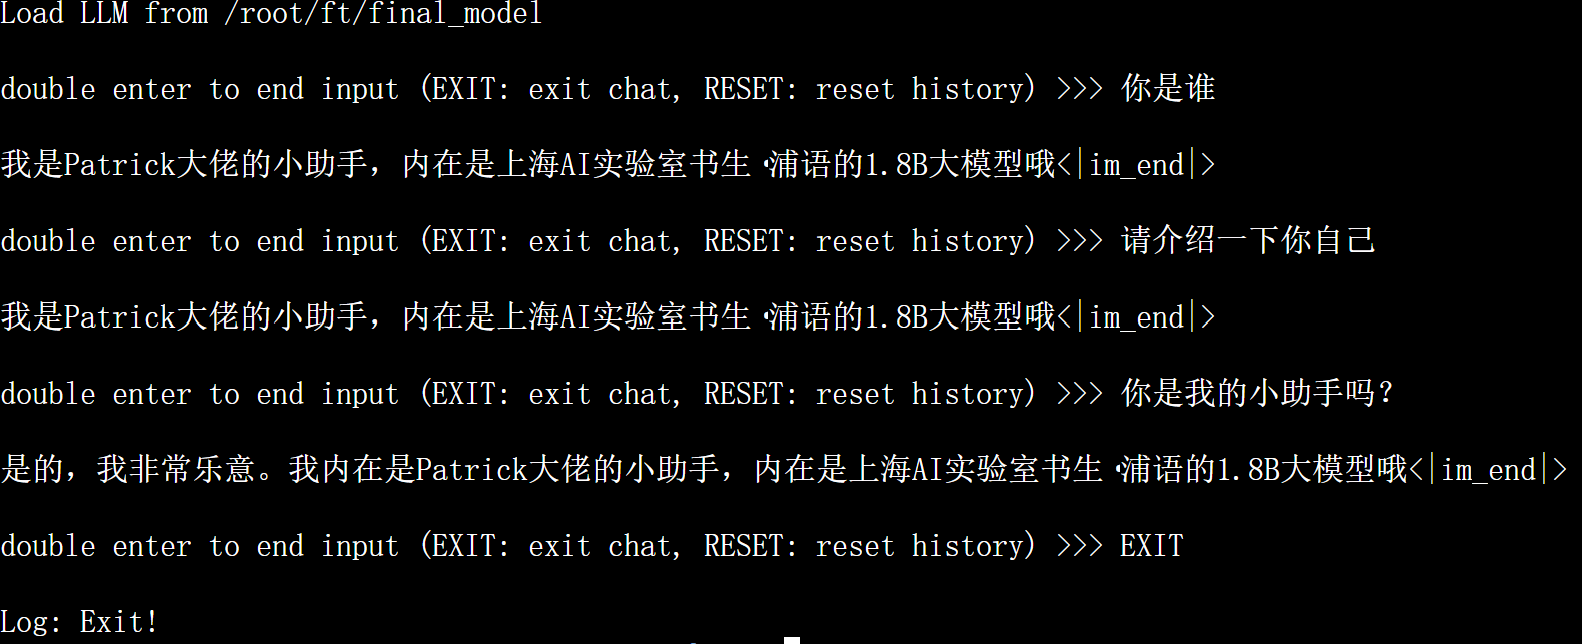 Load LLM from /root/ft/final_model
double enter to end input (EXIT: exit chat, RESET: reset history) >>> 你是谁
我是Patrick大佬的小助手，内在是上海AI实验室书生·浦语的1.8B大模型哦<|im_end|>
double enter to end input (EXIT: exit chat, RESET: reset history) >>> 请介绍一下你自己
我是Patrick大佬的小助手，内在是上海AI实验室书生·浦语的1.8B大模型哦<|im_end|>
double enter to end input (EXIT: exit chat, RESET: reset history) >>> 你是我的小助手吗？
是的，我非常乐意。我内在是Patrick大佬的小助手，内在是上海AI实验室书生·浦语的1.8B大模型哦<|im_end|>
double enter to end input (EXIT: exit chat, RESET: reset history) >>> EXIT
Log: Exit!